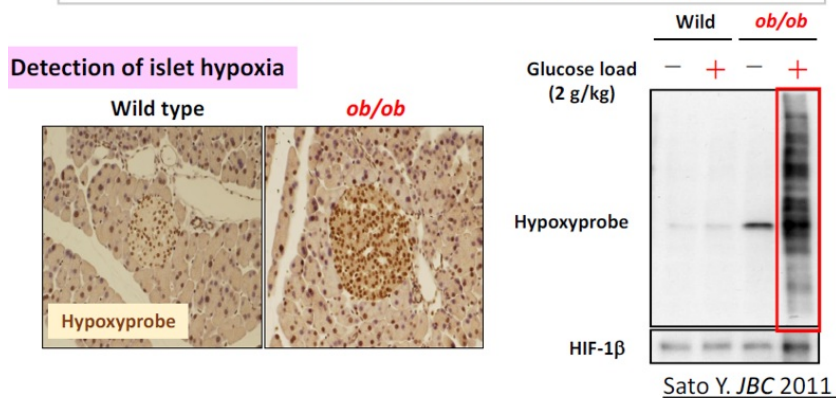 Detection of islet hypoxia
Wild type
ob/ob
Hypoxyprobe
Wild
ob/ob
Glucose load
(2 g/kg)
− + − +
Hypoxyprobe
HIF-1β
Sato Y. JBC 2011